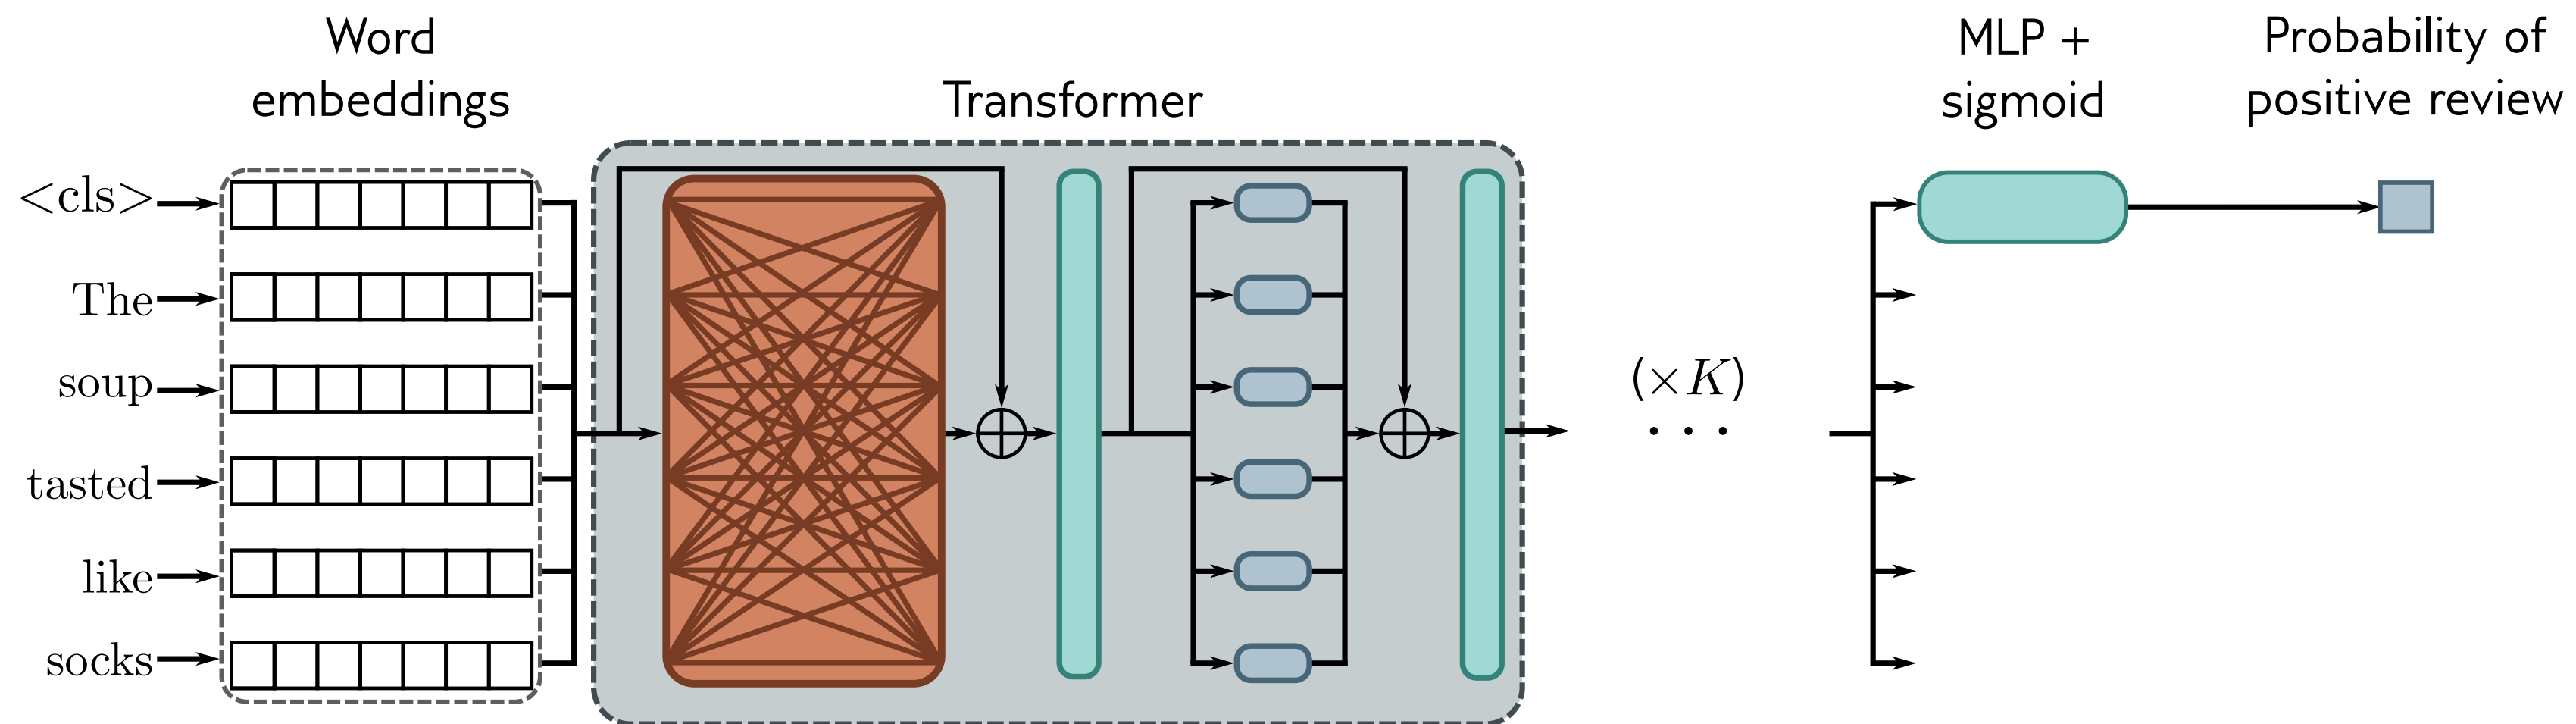 Word
embeddings
Transformer
MLP +
sigmoid
Probability of
positive review
<cls>
The
soup
tasted
like
socks
(×K)
· · ·